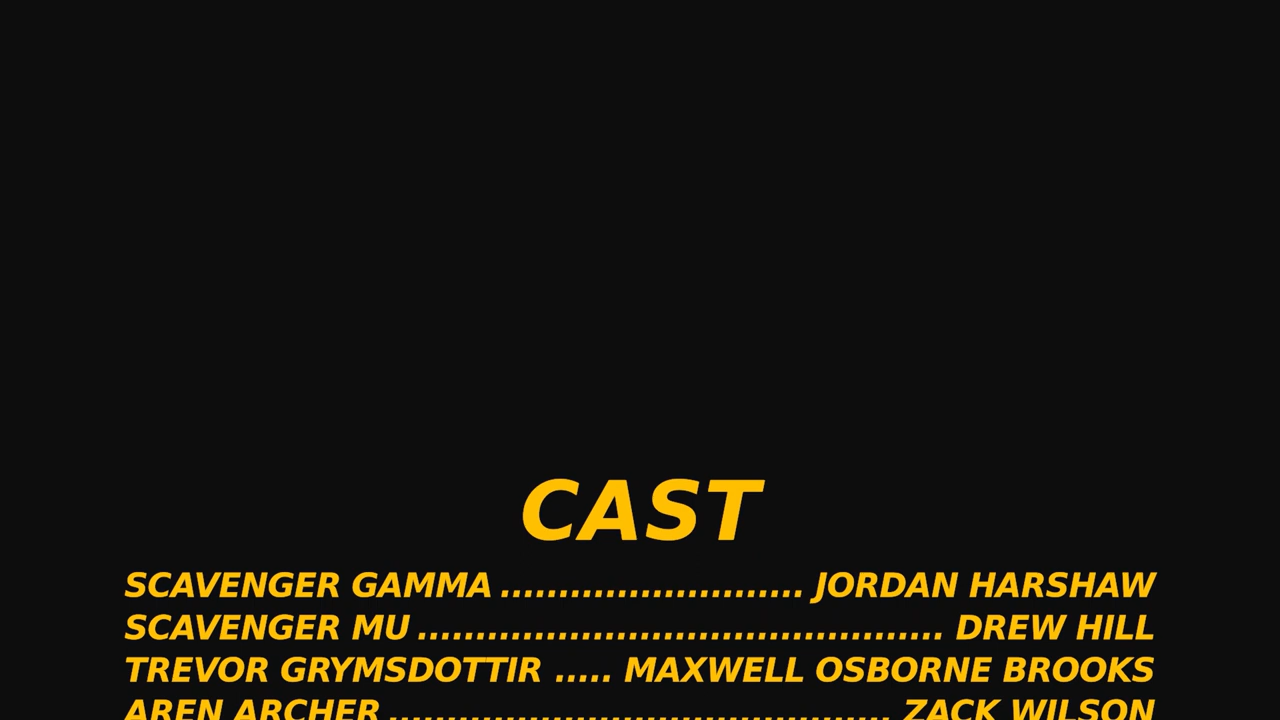 CAST
SCAVENGER GAMMA .......................... JORDAN HARSHAW
SCAVENGER MU ............................................. DREW HILL
TREVOR GRYMSDOTTIR ..... MAXWELL OSBORNE BROOKS
AREN ARCHER ........................................... ZACK WILSON